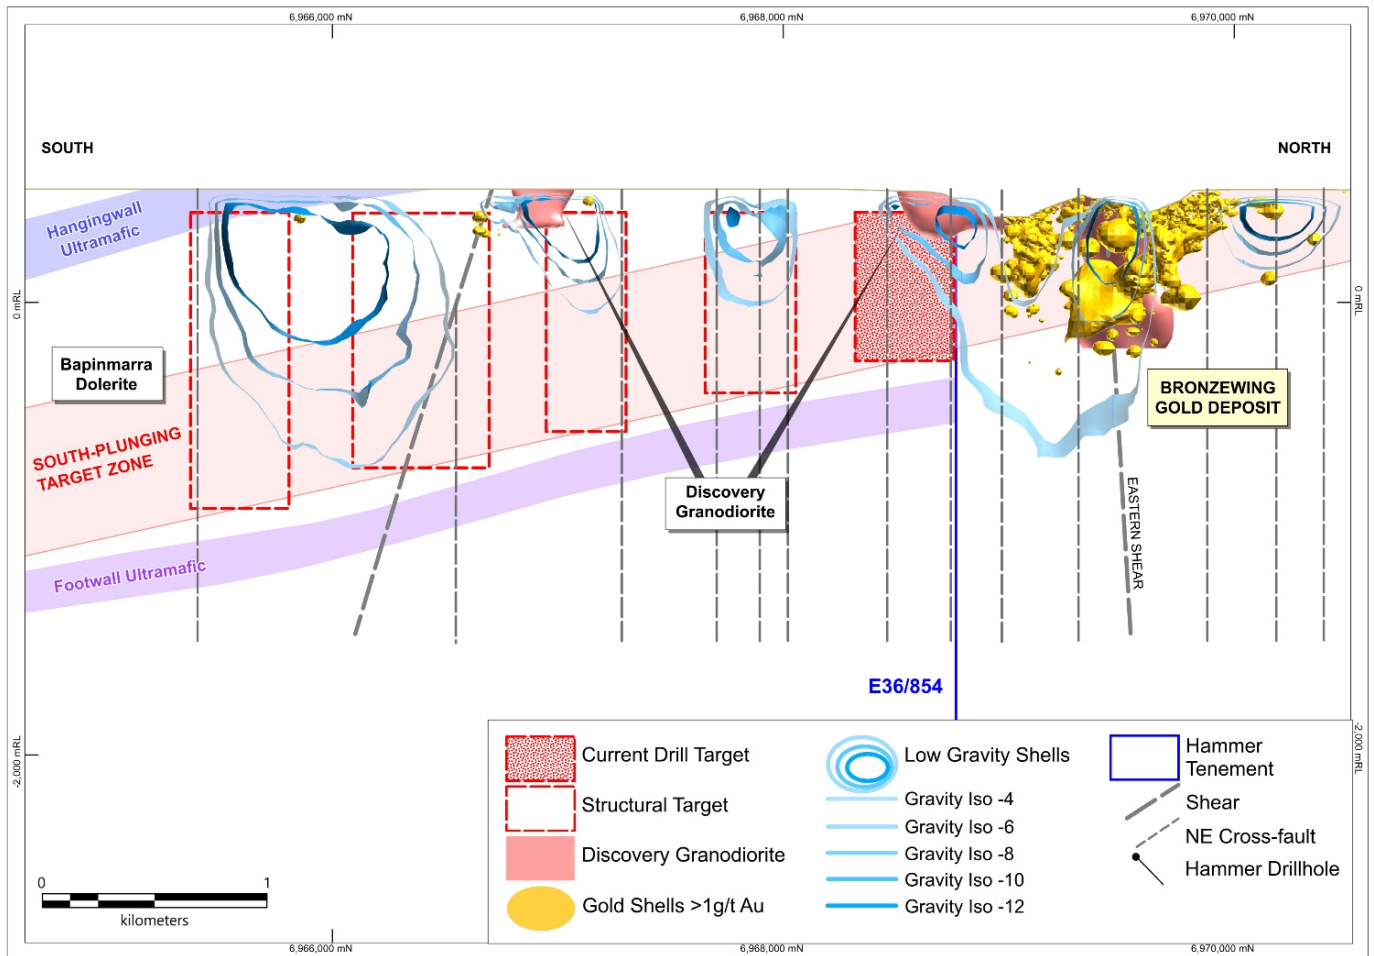 6,966,000 mN
6,968,000 mN
6,970,000 mN
SOUTH
NORTH
Hangingwall
Ultramafic
0 mRL
0 mRL
Bapinmarra
Dolerite
BRONZEWING
GOLD DEPOSIT
SOUTH-PLUNGING
TARGET ZONE
Discovery
Granodiorite
EASTERN SHEAR
Footwall Ultramafic
E36/854
-2,000 mRL
-2,000 mRL
Current Drill Target
Structural Target
Discovery Granodiorite
Gold Shells >1g/t Au
Low Gravity Shells
Gravity Iso -4
Gravity Iso -6
Gravity Iso -8
Gravity Iso -10
Gravity Iso -12
Hammer
Tenement
Shear
NE Cross-fault
Hammer Drillhole
0
1
kilometers
6,966,000 mN
6,968,000 mN
6,970,000 mN